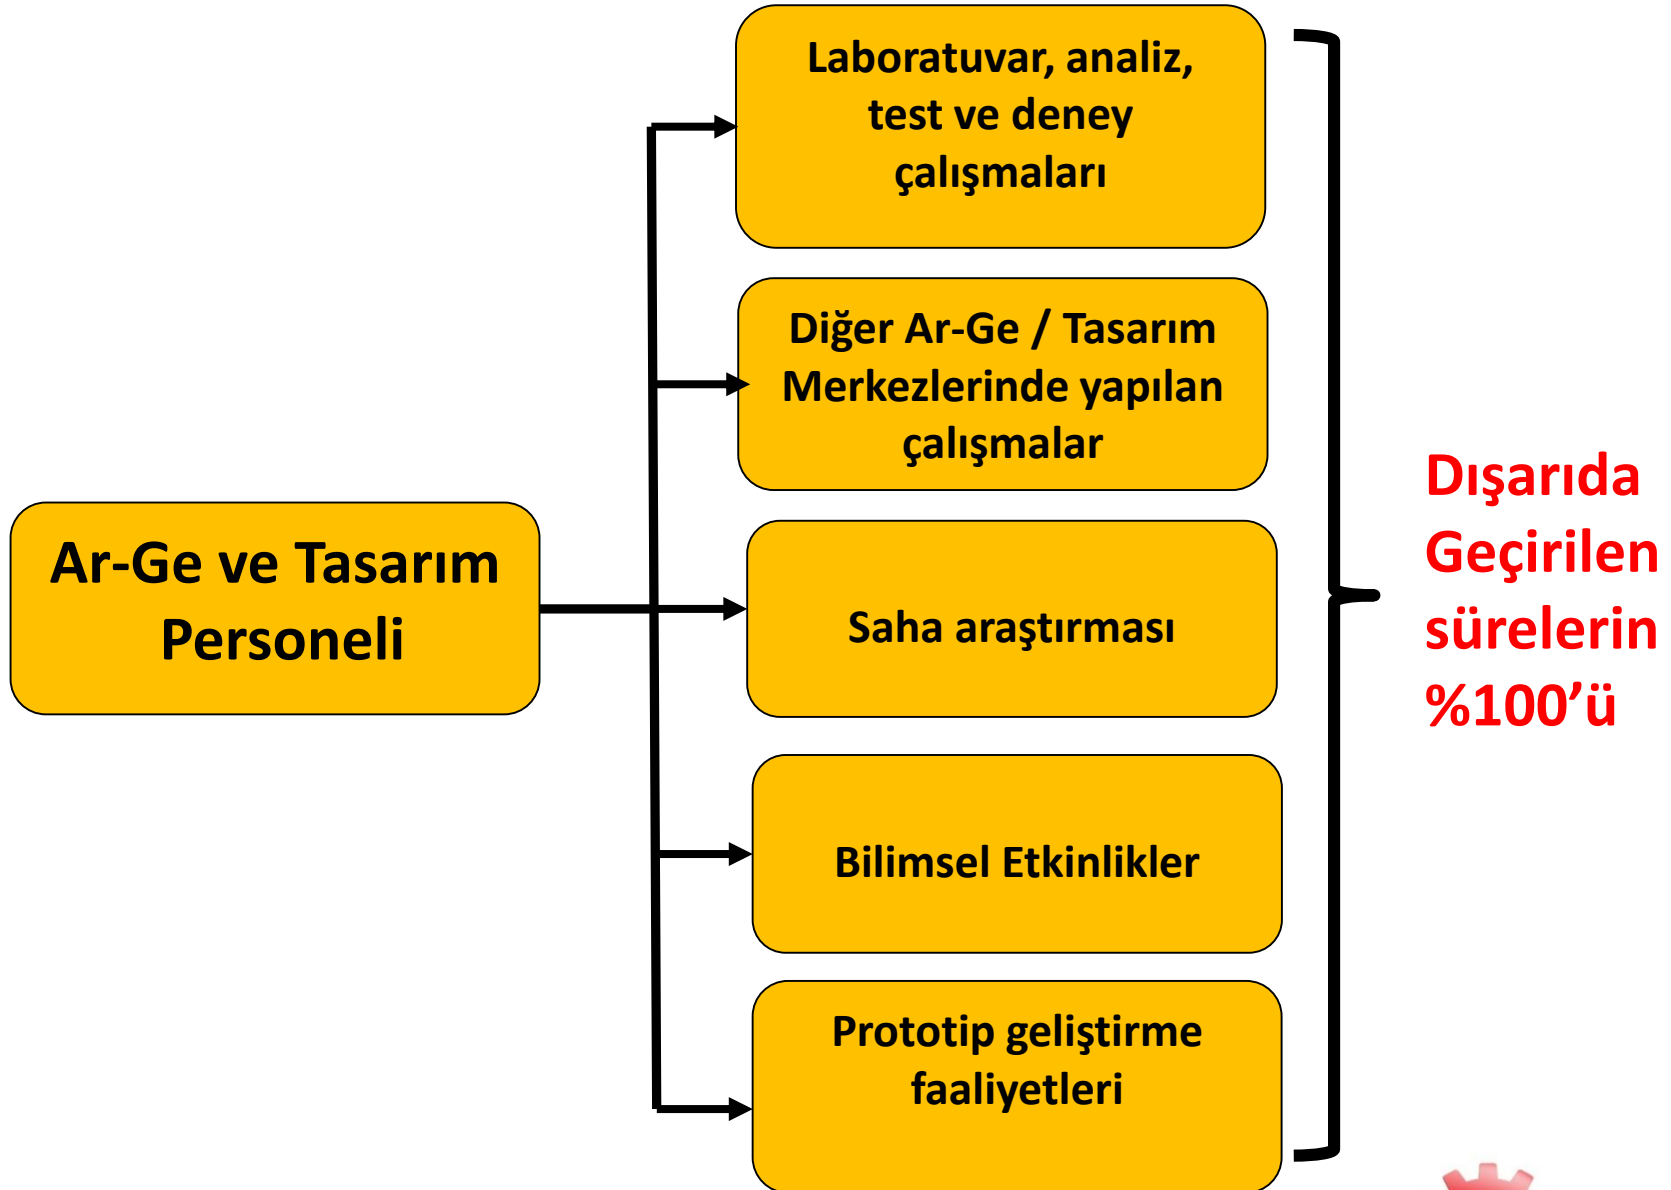 Laboratuvar, analiz,
test ve deney
çalışmaları
Diğer Ar-Ge / Tasarım
Merkezlerinde yapılan
çalışmalar
Ar-Ge ve Tasarım
Personeli
Saha araştırması
Bilimsel Etkinlikler
Prototip geliştirme
faaliyetleri
Dışarıda
Geçirilen
sürelerin
%100’ü